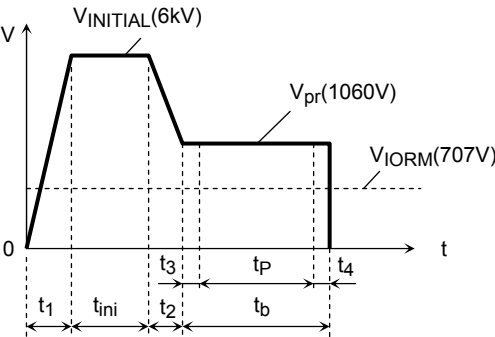 VINITIAL(6kV)
V
Vpr(1060V)
VIORM(707V)
0
t
t3 tP t4
t1 tini t2 tb